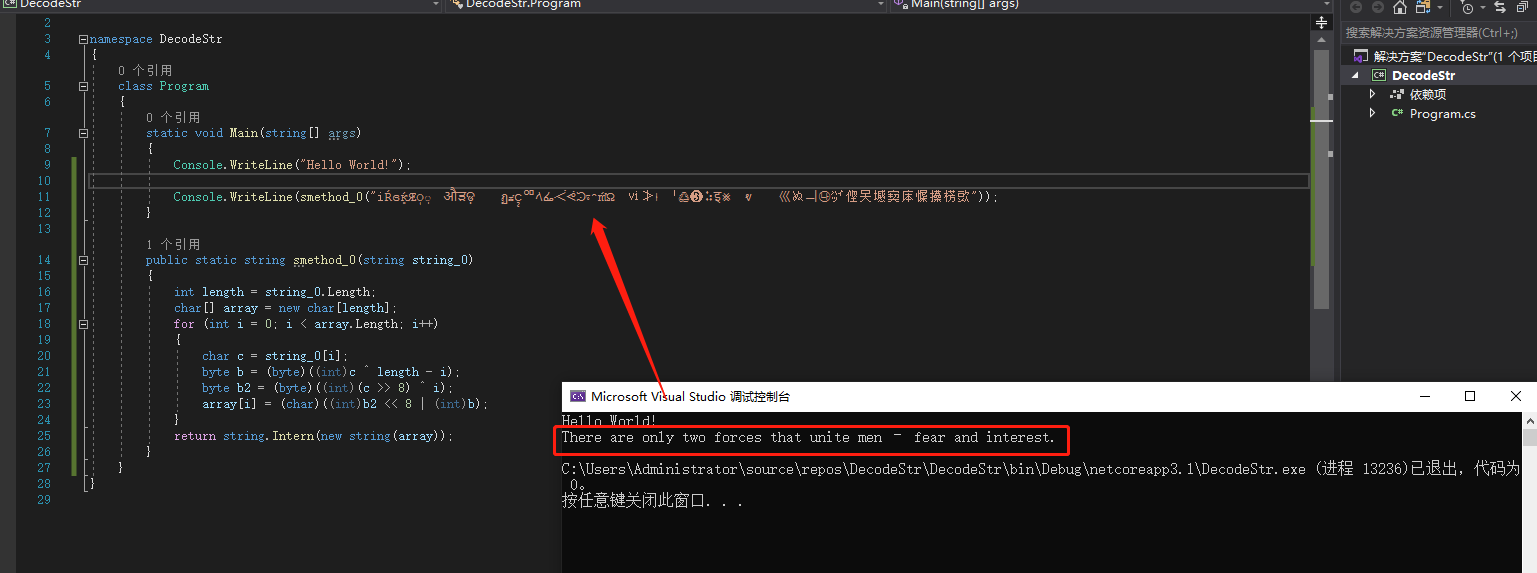 DecodeStr
DecodeStr.Program
Main(string[] args)
搜索解决方案资源管理器(Ctrl+;)
解决方案"DecodeStr"(1 个项目
DecodeStr
依赖项
Program.cs
2
3 namespace DecodeStr
4 {
0 个引用
5 class Program
6 {
0 个引用
7 static void Main(string[] args)
8 {
9 Console.WriteLine("Hello World!");
10
11 Console.WriteLine(smethod_0("
"));
12 }
13
1 个引用
14 public static string smethod_0(string string_0)
15 {
16 int length = string_0.Length;
17 char[] array = new char[length];
18 for (int i = 0; i < array.Length; i++)
19 {
20 char c = string_0[i];
21 byte b = (byte)((int)c ^ length - i);
22 byte b2 = (byte)((int)(c >> 8) ^ i);
23 array[i] = (char)((int)b2 << 8 | (int)b);
24 }
25 return string.Intern(new string(array));
26 }
27 }
28 }
29
Microsoft Visual Studio 调试控制台
Hello World!
There are only two forces that unite men – fear and interest.
C:\Users\Administrator\source\repos\DecodeStr\DecodeStr\bin\Debug\netcoreapp3.1\DecodeStr.exe (进程 13236)已退出，代码为
0。
按任意键关闭此窗口. . .